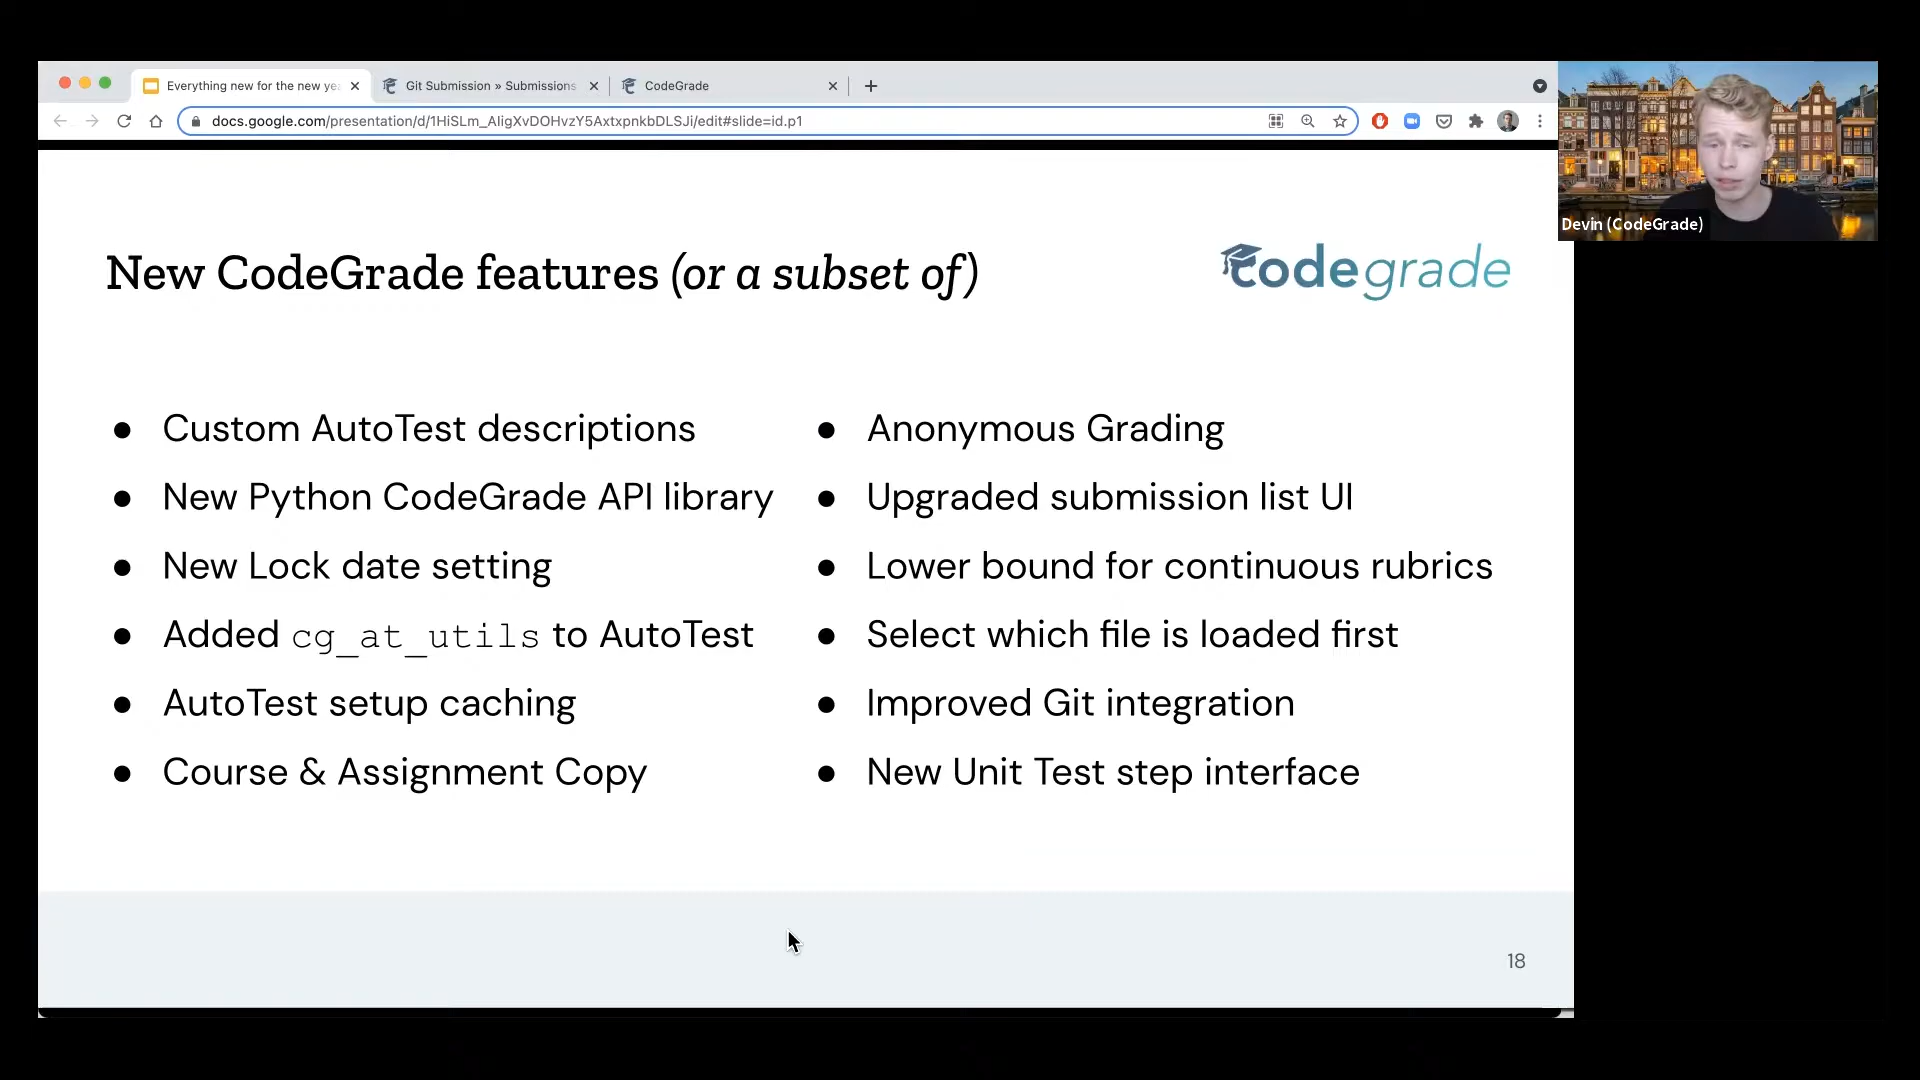 Everything new for the new ye
Git Submission » Submissions
CodeGrade
docs.google.com/presentation/d/1HiSLm_AligXvDOHvzY5AxtxpnkbDLSJi/edit#slide=id.p1
Devin (CodeGrade)
New CodeGrade features (or a subset of)
codegrade
● Custom AutoTest descriptions
● New Python CodeGrade API library
● New Lock date setting
● Added cg_at_utils to AutoTest
● AutoTest setup caching
● Course & Assignment Copy
● Anonymous Grading
● Upgraded submission list UI
● Lower bound for continuous rubrics
● Select which file is loaded first
● Improved Git integration
● New Unit Test step interface
18